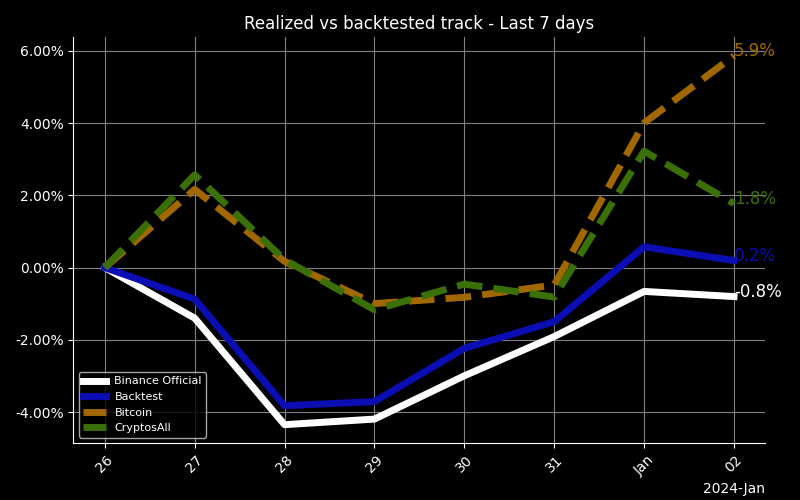 Realized vs backtested track - Last 7 days
6.00%
4.00%
2.00%
0.00%
-2.00%
-4.00%
5.9%
1.8%
0.2%
-0.8%
Binance Official
Backtest
Bitcoin
CryptosAll
26
27
28
29
30
31
Jan
02
2024-Jan